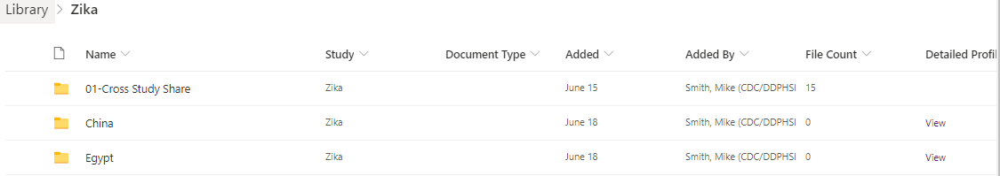 Library > Zika
Name Study Document Type Added Added By File Count Detailed Profil
01-Cross Study Share Zika June 15 Smith, Mike (CDC/DDPHSI 15
China Zika June 18 Smith, Mike (CDC/DDPHSI 0 View
Egypt Zika June 18 Smith, Mike (CDC/DDPHSI 0 View